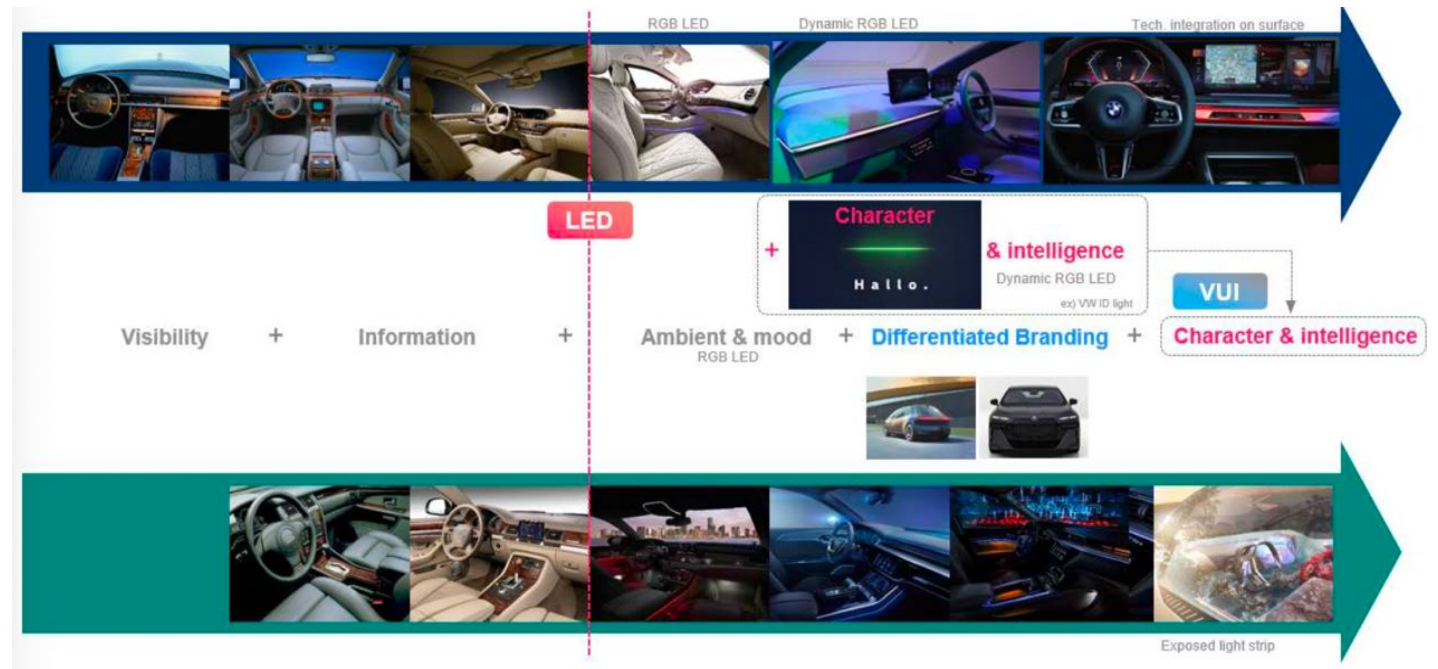 RGB LED
Dynamic RGB LED
Tech. integration on surface
LED
+
Character
Hallo.
& intelligence
Dynamic RGB LED
ex) VW ID light
VUI
Visibility + Information + Ambient & mood + Differentiated Branding + Character & intelligence
RGB LED
Exposed light strip